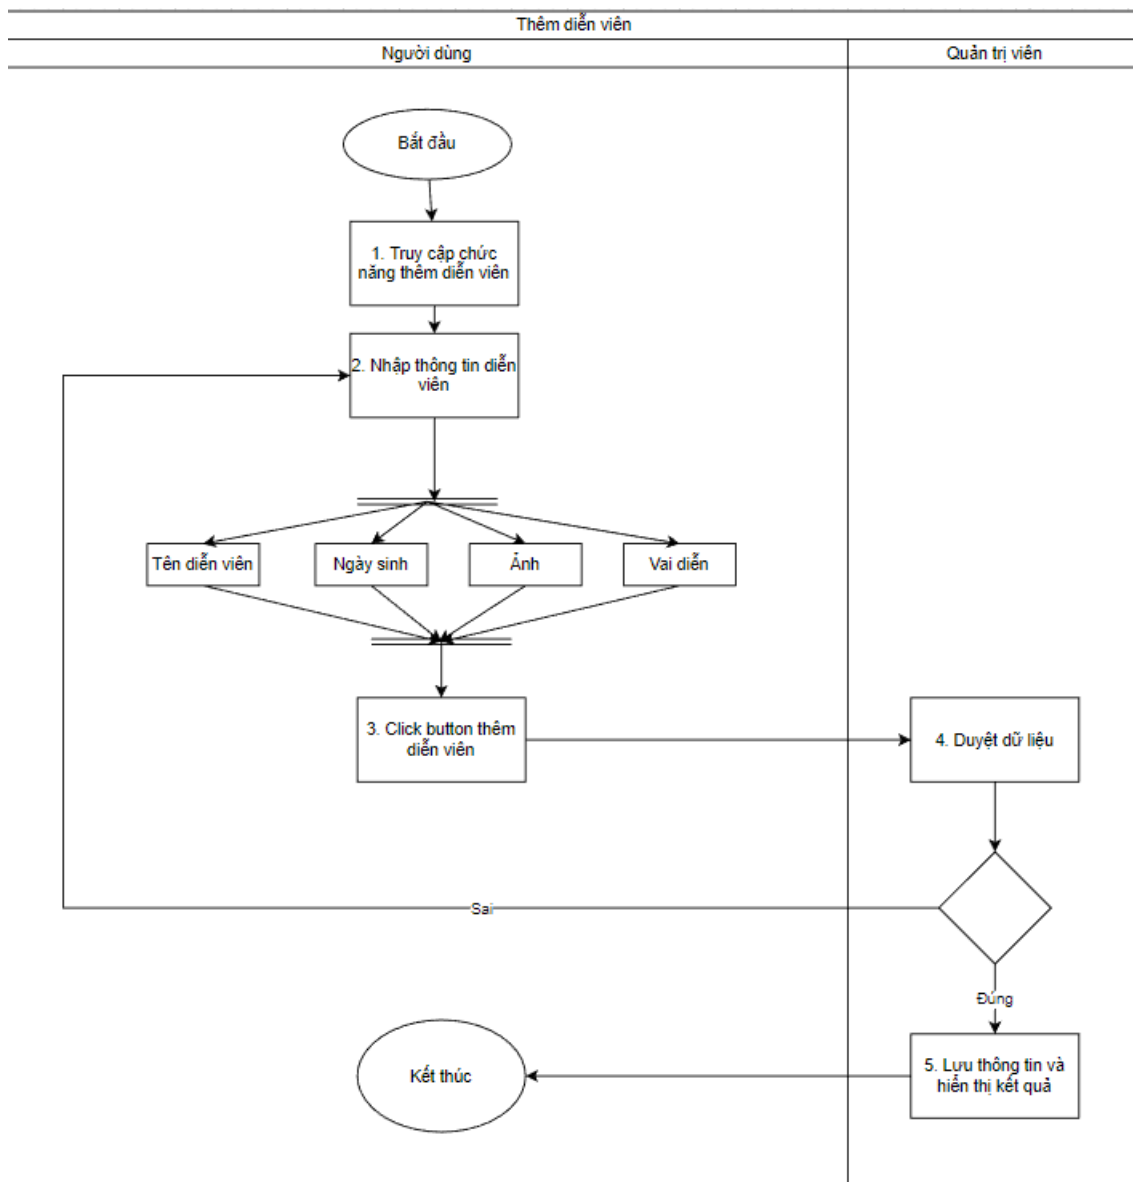 Thêm diễn viên
Người dùng
Quản trị viên
Bắt đầu
1. Truy cập chức
năng thêm diễn viên
2. Nhập thông tin diễn
viên
Tên diễn viên
Ngày sinh
Ảnh
Vai diễn
3. Click button thêm
diễn viên
4. Duyệt dữ liệu
Sai
Đúng
Kết thúc
5. Lưu thông tin và
hiển thị kết quả